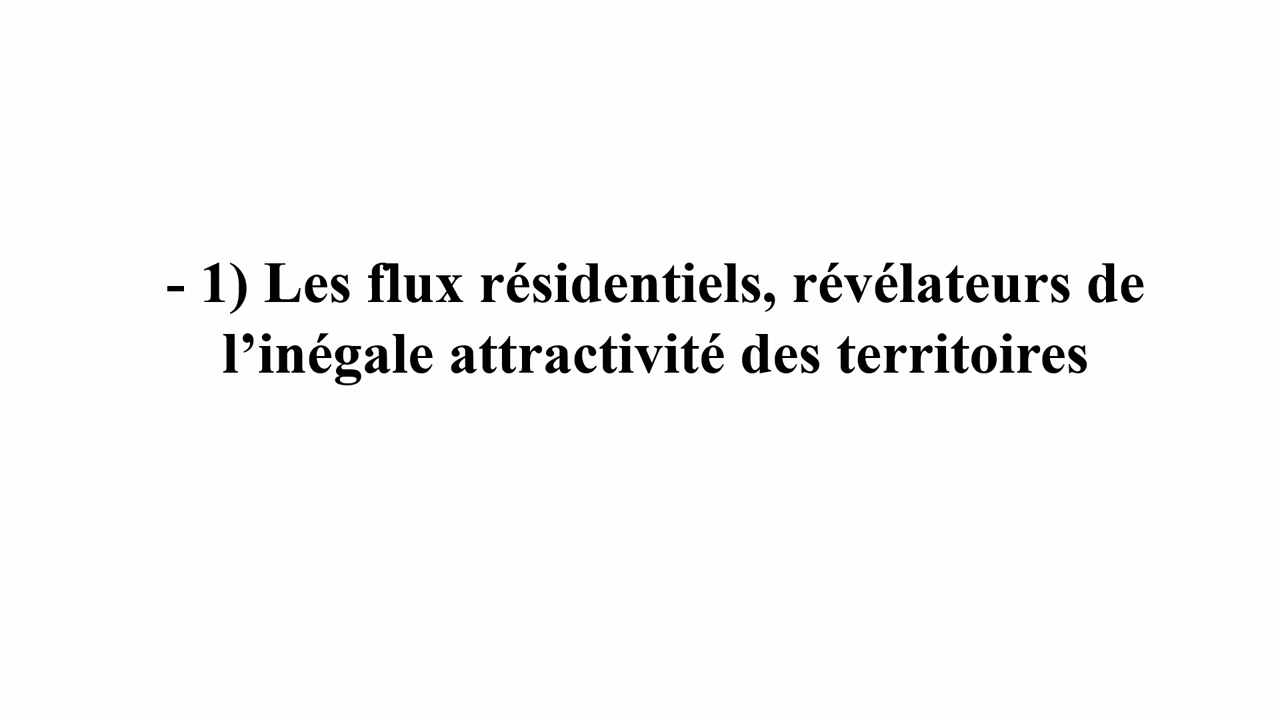 - 1) Les flux résidentiels, révélateurs de
l’inégale attractivité des territoires